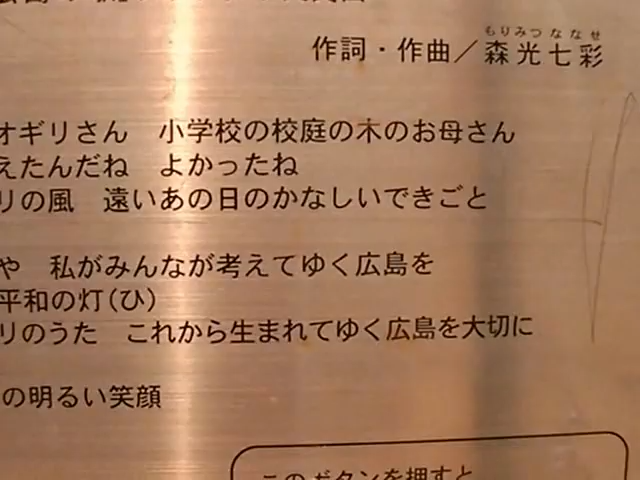 作詞・作曲／森光七彩
もりみつななせ
オギリさん　小学校の校庭の木のお母さん
えたんだね　よかったね
リの風　遠いあの日のかなしいできごと
や　私がみんなが考えてゆく広島を
平和の灯(ひ)
リのうた　これから生まれてゆく広島を大切に
の明るい笑顔
このボタンを押すと